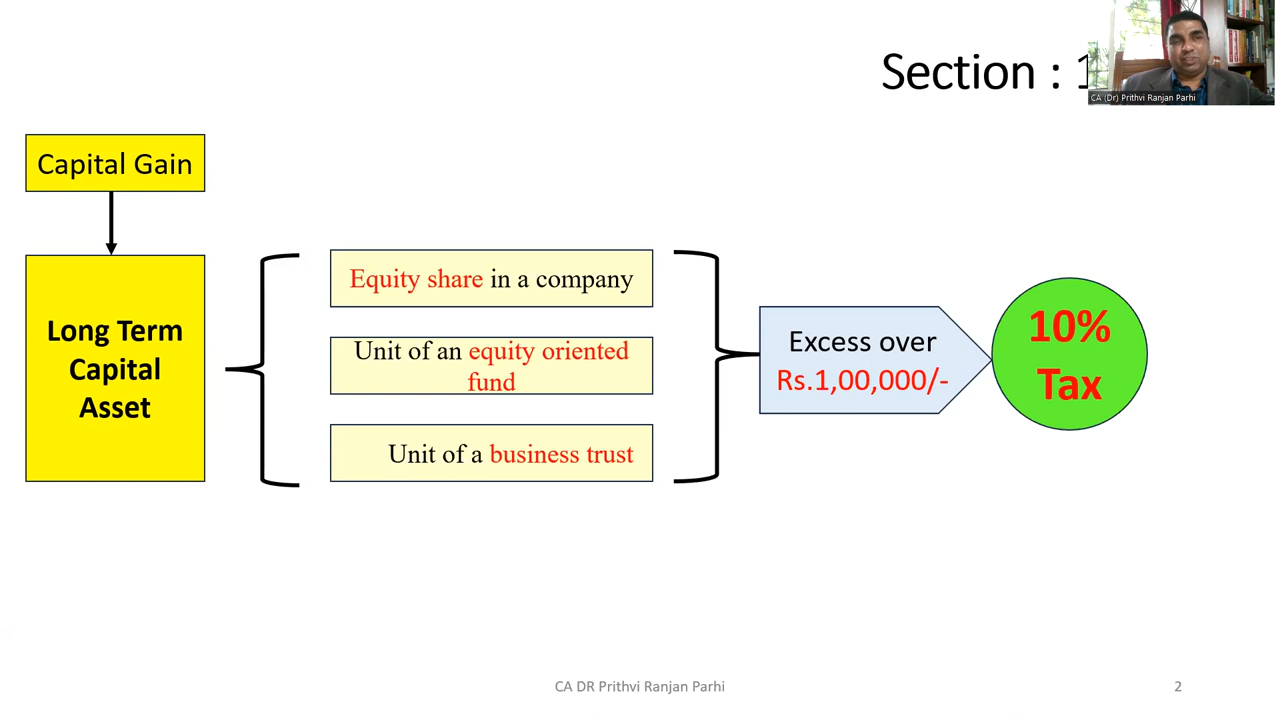 Section : 1
CA (Dr) Prithvi Ranjan Parhi
Capital Gain
Long Term
Capital
Asset
Equity share in a company
Unit of an equity oriented
fund
Unit of a business trust
Excess over
Rs.1,00,000/-
10%
Tax
CA DR Prithvi Ranjan Parhi
2